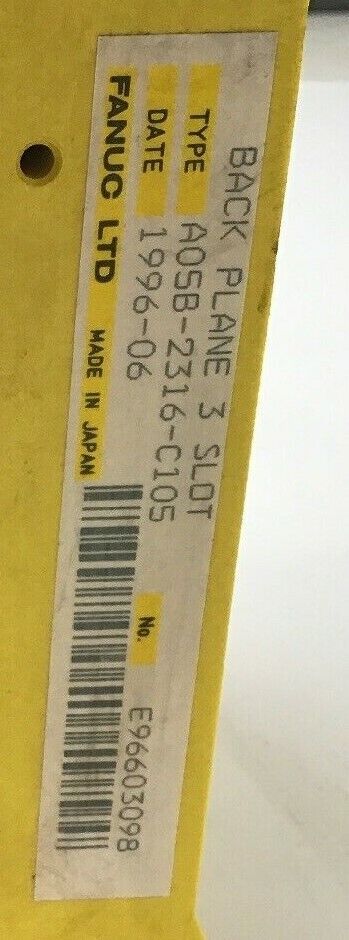 BACK PLANE 3 SLOT
TYPE A05B-2316-C105
DATE 1996-06
FANUC LTD MADE IN JAPAN
No. E96603098